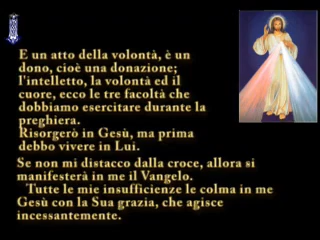 E un atto della volontà, è un
dono, cioè una donazione;
l'intelletto, la volontà ed il
cuore, ecco le tre facoltà che
dobbiamo esercitare durante la
preghiera.
Risorgerò in Gesù, ma prima
debbo vivere in Lui.
Se non mi distacco dalla croce, allora si
manifesterà in me il Vangelo.
Tutte le mie insufficienze le colma in me
Gesù con la Sua grazia, che agisce
incessantemente.